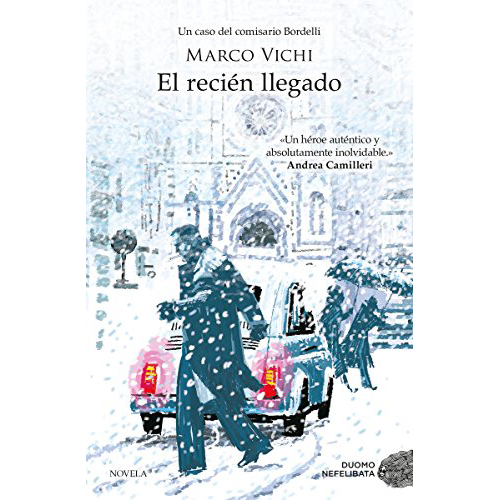 Un caso del comisario Bordelli
MARCO VICHI
El recién llegado
«Un héroe auténtico y
absolutamente inolvidable.»
Andrea Camilleri
NOVELA
DUOMO
NEFELIBATA